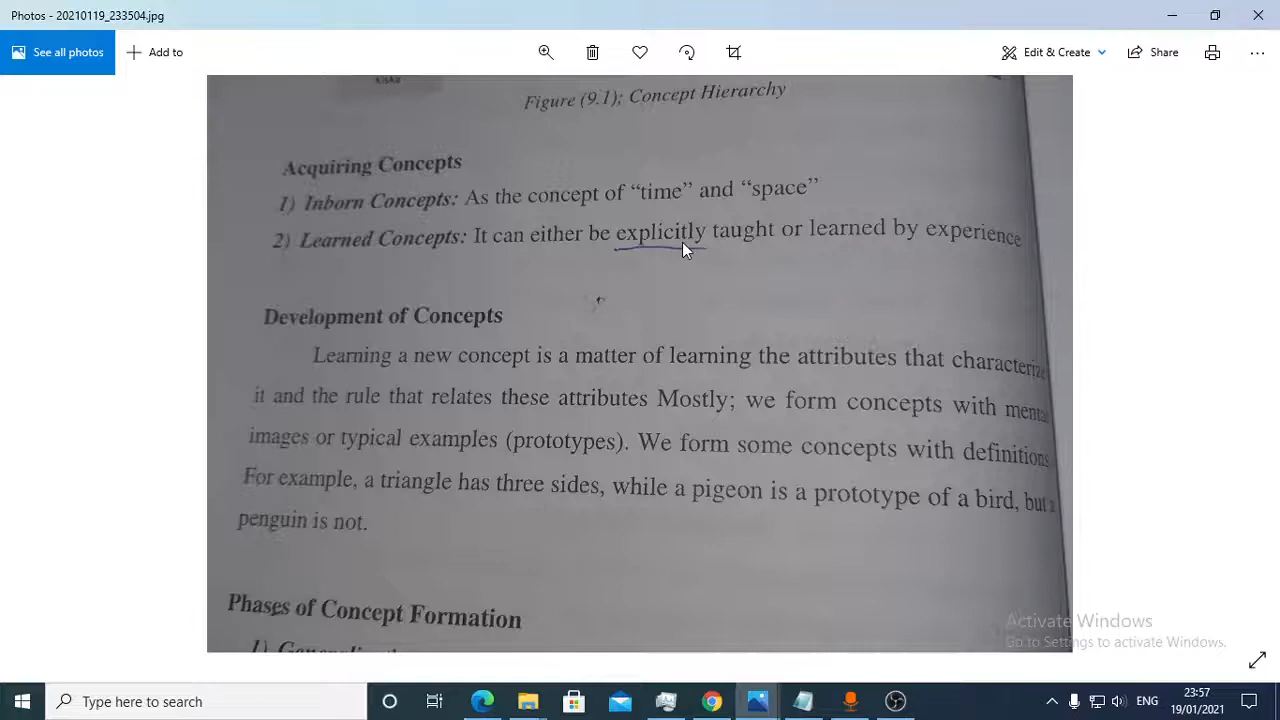 Photos - 20210119_233504.jpg
See all photos
Add to
Edit & Create
Share
Figure (9.1); Concept Hierarchy
Acquiring Concepts
1) Inborn Concepts: As the concept of “time” and “space”
2) Learned Concepts: It can either be explicitly taught or learned by experience
Development of Concepts
Learning a new concept is a matter of learning the attributes that characterize
it and the rule that relates these attributes Mostly; we form concepts with
images or typical examples (prototypes). We form some concepts with definitions
For example, a triangle has three sides, while a pigeon is a prototype of a bird, but a
penguin is not.
Phases of Concept Formation
1)
Activate Windows
Go to Settings to activate Windows.
Type here to search
ENG
23:57
19/01/2021